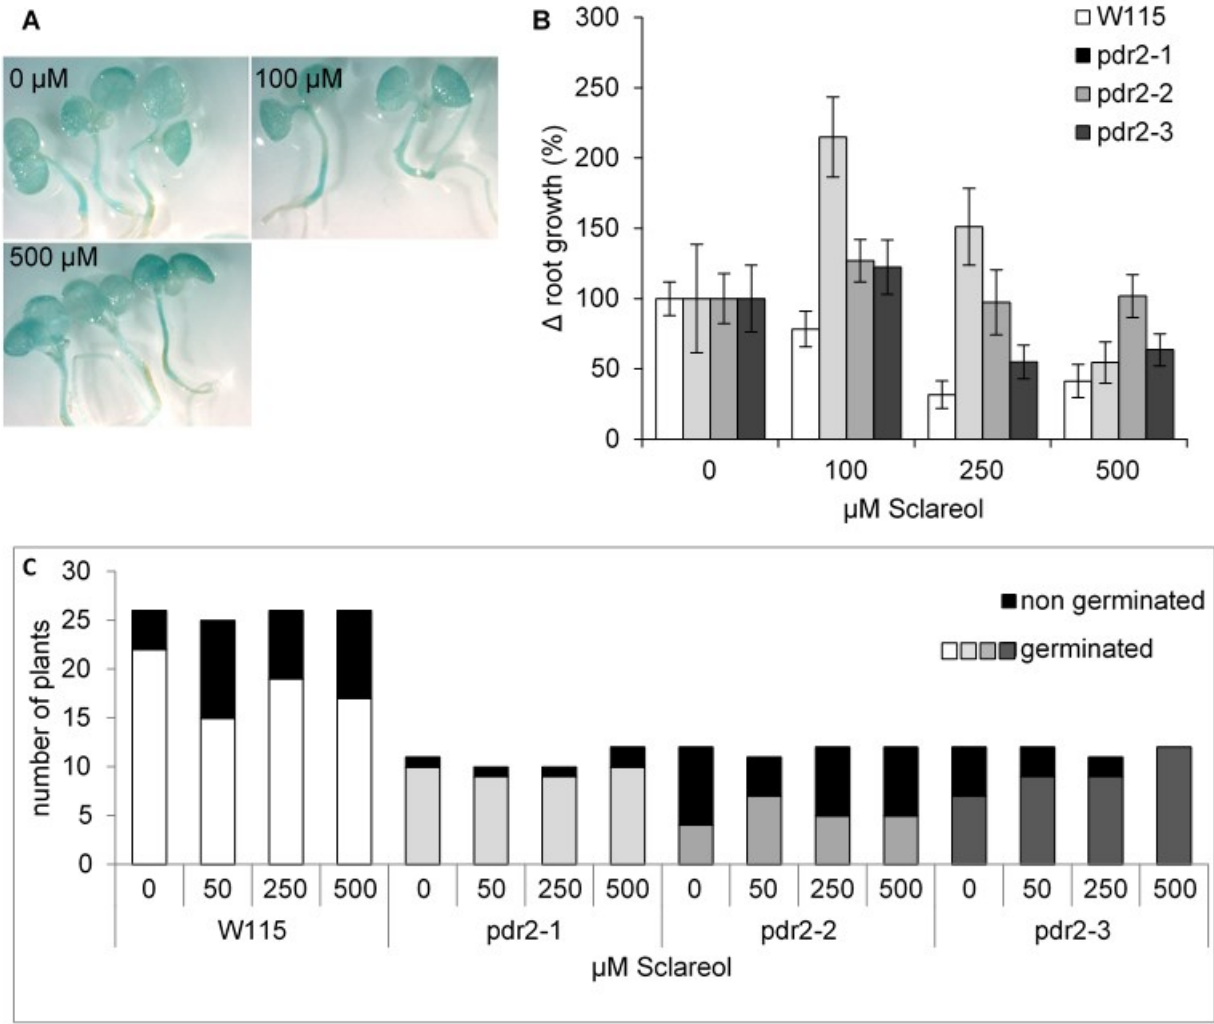 A
0 µM
100 µM
500 µM
B
300
250
200
150
100
50
0
Δ root growth (%)
W115
pdr2-1
pdr2-2
pdr2-3
0 100 250 500
µM Sclareol
C
30
25
20
15
10
5
0
number of plants
non germinated
germinated
0 50 250 500 0 50 250 500 0 50 250 500 0 50 250 500
W115 pdr2-1 pdr2-2 pdr2-3
µM Sclareol